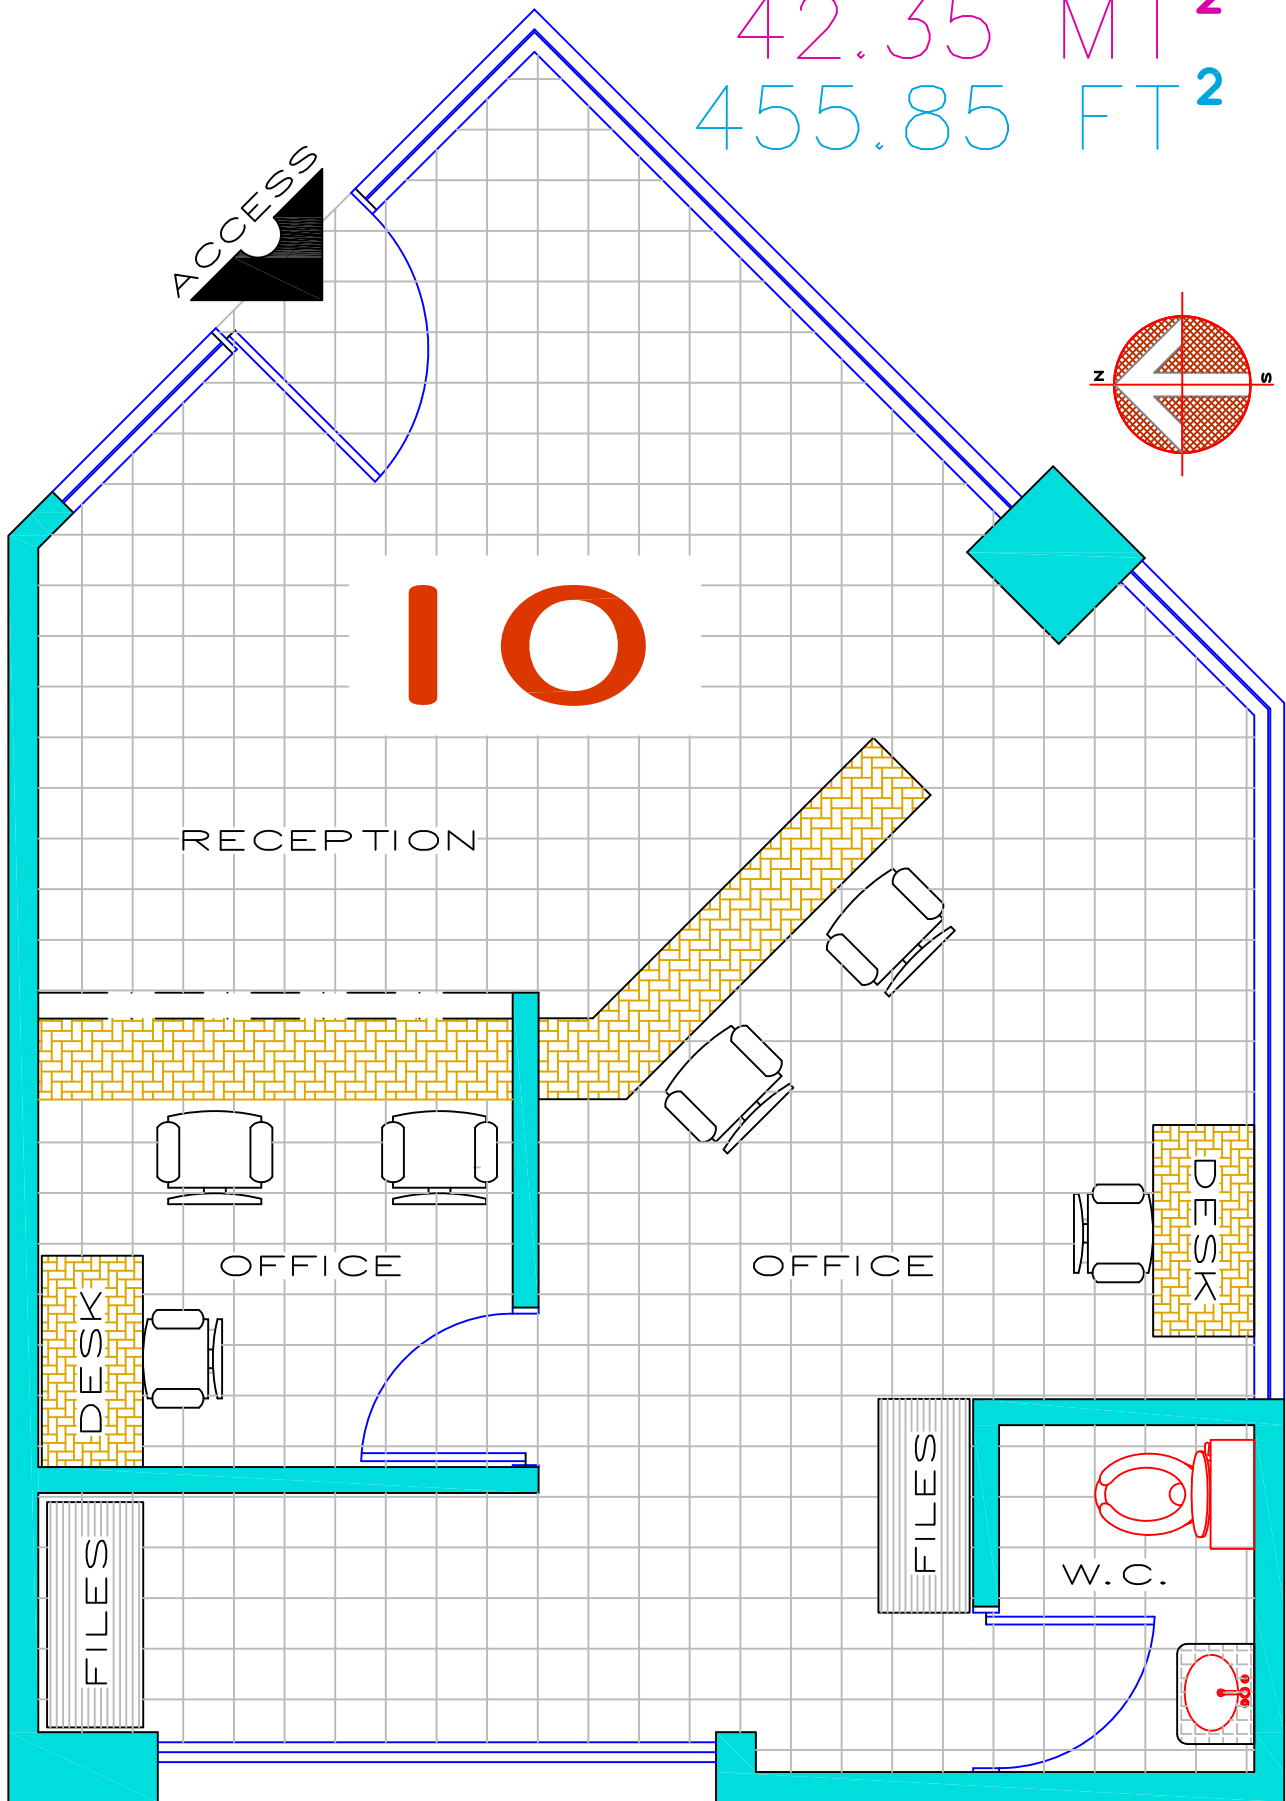 42.35 MT²
455.85 FT²
ACCESS
N
S
10
RECEPTION
DESK
OFFICE
OFFICE
DESK
FILES
FILES
W.C.